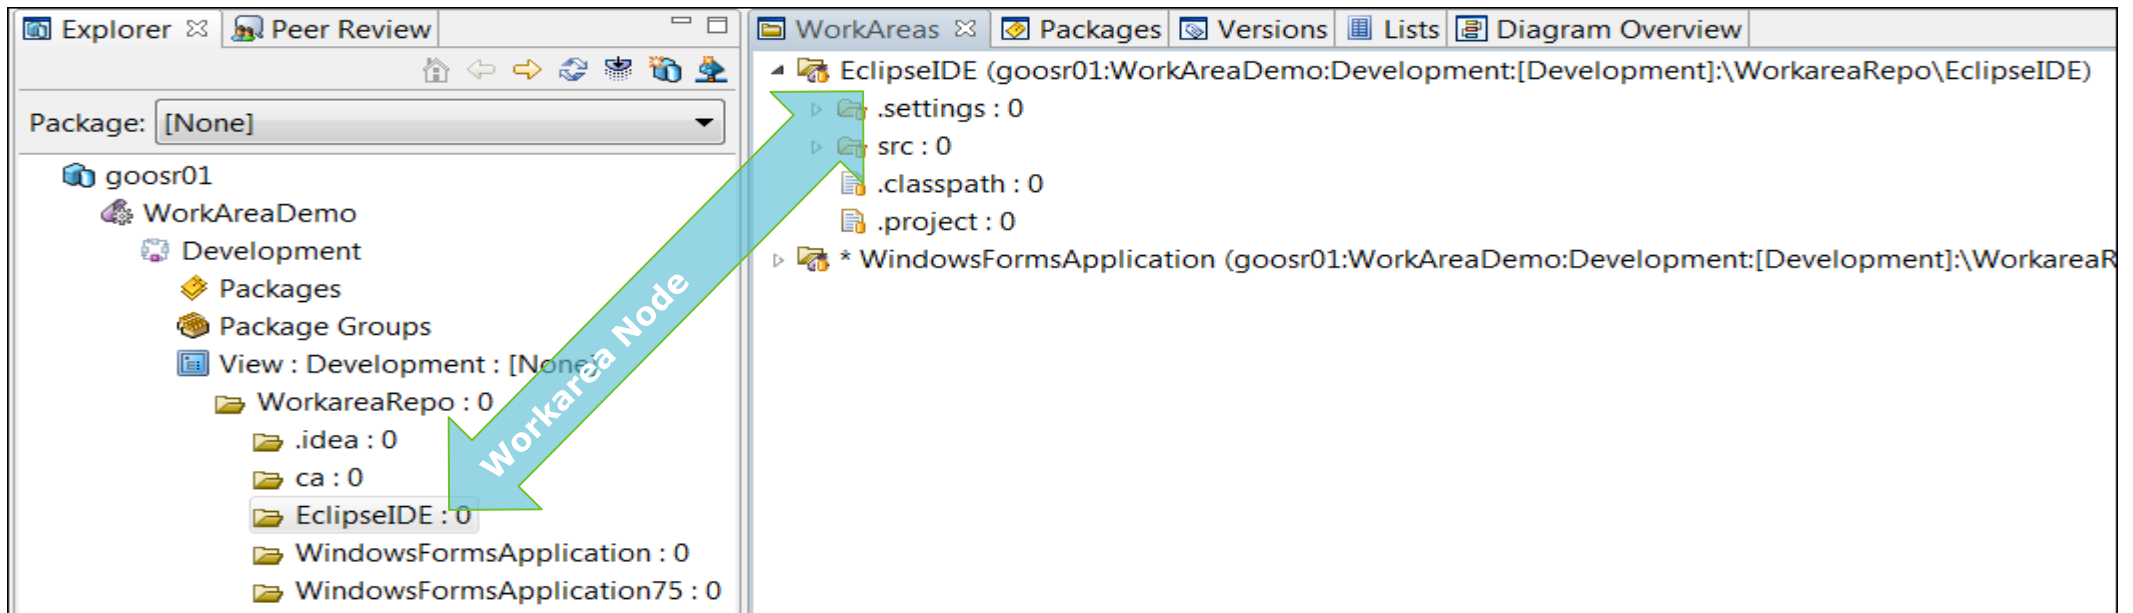 Explorer Peer Review
Package: [None]
goosr01
WorkAreaDemo
Development
Packages
Package Groups
View : Development : [None]
WorkareaRepo : 0
.idea : 0
ca : 0
EclipseIDE : 0
WindowsFormsApplication : 0
WindowsFormsApplication75 : 0
Workarea Node
WorkAreas Packages Versions Lists Diagram Overview
EclipseIDE (goosr01:WorkAreaDemo:Development:[Development]:\WorkareaRepo\EclipseIDE)
.settings : 0
src : 0
.classpath : 0
.project : 0
* WindowsFormsApplication (goosr01:WorkAreaDemo:Development:[Development]:\WorkareaR